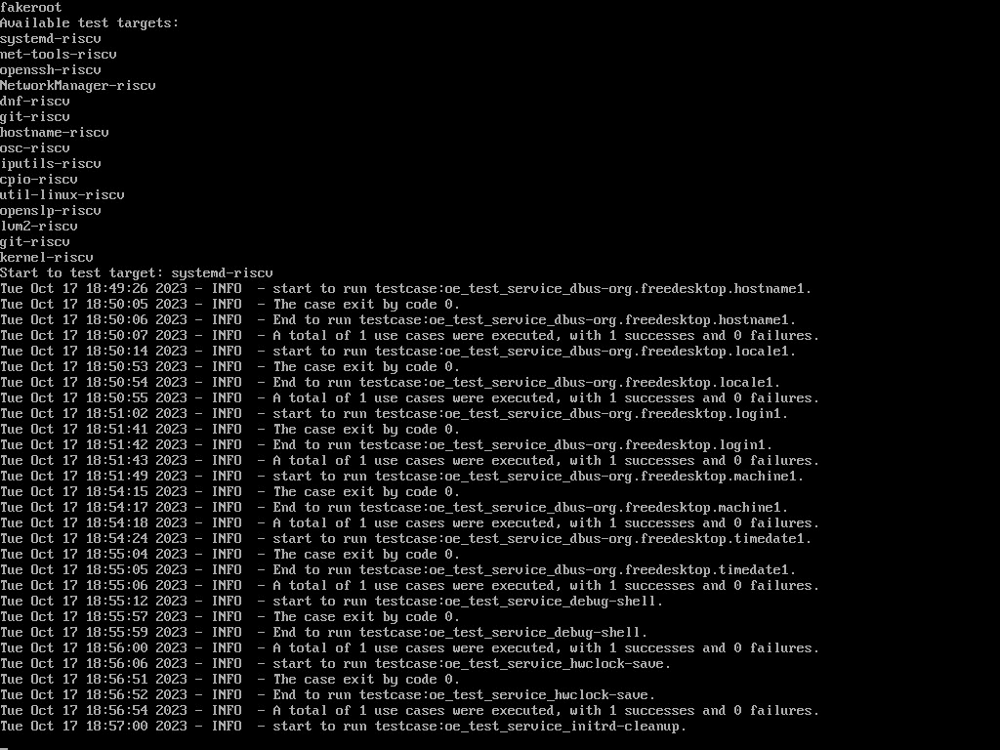 fakeroot
Available test targets:
systemd-riscv
net-tools-riscv
openssh-riscv
NetworkManager-riscv
dnf-riscv
git-riscv
hostname-riscv
osc-riscv
iputils-riscv
cpio-riscv
util-linux-riscv
openslp-riscv
lvm2-riscv
git-riscv
kernel-riscv
Start to test target: systemd-riscv
Tue Oct 17 18:49:26 2023 - INFO  - start to run testcase:oe_test_service_dbus-org.freedesktop.hostname1.
Tue Oct 17 18:50:05 2023 - INFO  - The case exit by code 0.
Tue Oct 17 18:50:06 2023 - INFO  - End to run testcase:oe_test_service_dbus-org.freedesktop.hostname1.
Tue Oct 17 18:50:07 2023 - INFO  - A total of 1 use cases were executed, with 1 successes and 0 failures.
Tue Oct 17 18:50:14 2023 - INFO  - start to run testcase:oe_test_service_dbus-org.freedesktop.locale1.
Tue Oct 17 18:50:53 2023 - INFO  - The case exit by code 0.
Tue Oct 17 18:50:54 2023 - INFO  - End to run testcase:oe_test_service_dbus-org.freedesktop.locale1.
Tue Oct 17 18:50:55 2023 - INFO  - A total of 1 use cases were executed, with 1 successes and 0 failures.
Tue Oct 17 18:51:02 2023 - INFO  - start to run testcase:oe_test_service_dbus-org.freedesktop.login1.
Tue Oct 17 18:51:41 2023 - INFO  - The case exit by code 0.
Tue Oct 17 18:51:42 2023 - INFO  - End to run testcase:oe_test_service_dbus-org.freedesktop.login1.
Tue Oct 17 18:51:43 2023 - INFO  - A total of 1 use cases were executed, with 1 successes and 0 failures.
Tue Oct 17 18:51:49 2023 - INFO  - start to run testcase:oe_test_service_dbus-org.freedesktop.machine1.
Tue Oct 17 18:54:15 2023 - INFO  - The case exit by code 0.
Tue Oct 17 18:54:17 2023 - INFO  - End to run testcase:oe_test_service_dbus-org.freedesktop.machine1.
Tue Oct 17 18:54:18 2023 - INFO  - A total of 1 use cases were executed, with 1 successes and 0 failures.
Tue Oct 17 18:54:24 2023 - INFO  - start to run testcase:oe_test_service_dbus-org.freedesktop.timedate1.
Tue Oct 17 18:55:04 2023 - INFO  - The case exit by code 0.
Tue Oct 17 18:55:05 2023 - INFO  - End to run testcase:oe_test_service_dbus-org.freedesktop.timedate1.
Tue Oct 17 18:55:06 2023 - INFO  - A total of 1 use cases were executed, with 1 successes and 0 failures.
Tue Oct 17 18:55:12 2023 - INFO  - start to run testcase:oe_test_service_debug-shell.
Tue Oct 17 18:55:57 2023 - INFO  - The case exit by code 0.
Tue Oct 17 18:55:59 2023 - INFO  - End to run testcase:oe_test_service_debug-shell.
Tue Oct 17 18:56:00 2023 - INFO  - A total of 1 use cases were executed, with 1 successes and 0 failures.
Tue Oct 17 18:56:06 2023 - INFO  - start to run testcase:oe_test_service_hwclock-save.
Tue Oct 17 18:56:51 2023 - INFO  - The case exit by code 0.
Tue Oct 17 18:56:52 2023 - INFO  - End to run testcase:oe_test_service_hwclock-save.
Tue Oct 17 18:56:54 2023 - INFO  - A total of 1 use cases were executed, with 1 successes and 0 failures.
Tue Oct 17 18:57:00 2023 - INFO  - start to run testcase:oe_test_service_initrd-cleanup.